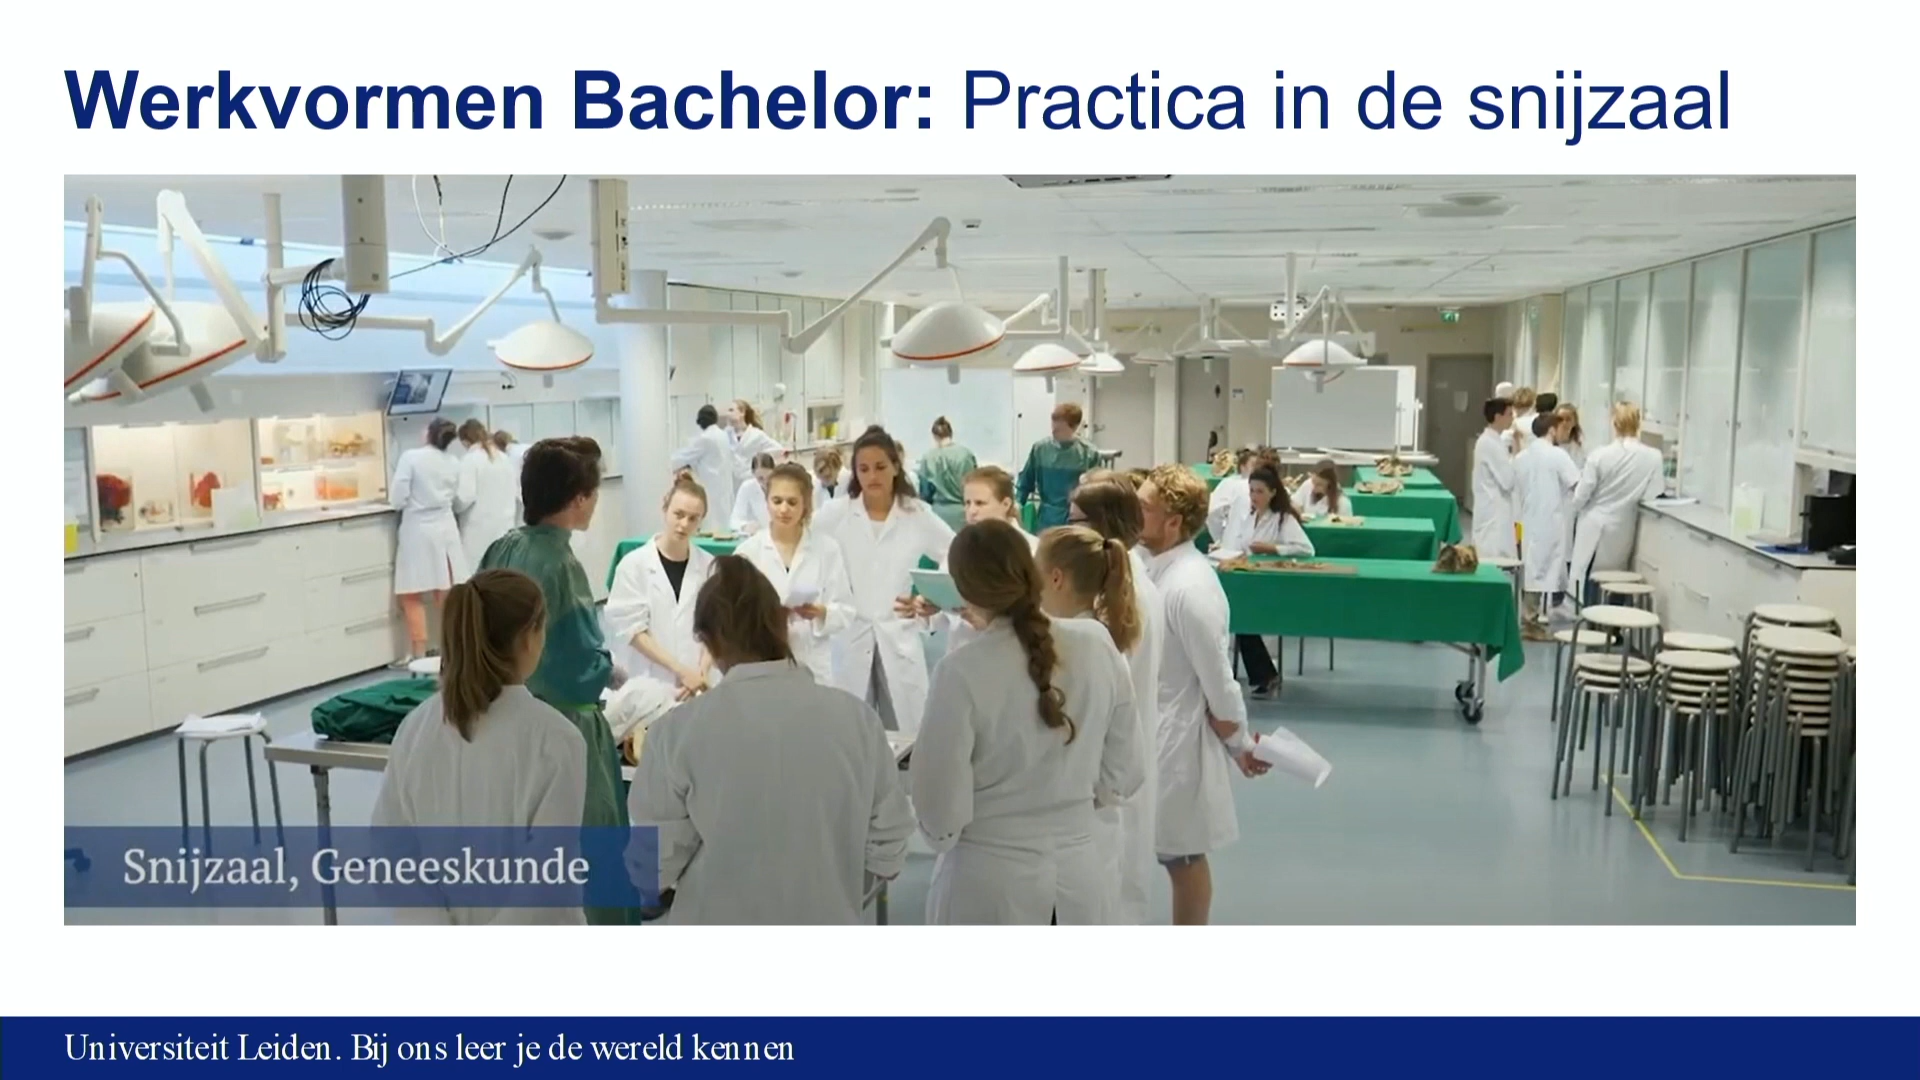 Werkvormen Bachelor: Practica in de snijzaal
Snijzaal, Geneeskunde
Universiteit Leiden. Bij ons leer je de wereld kennen